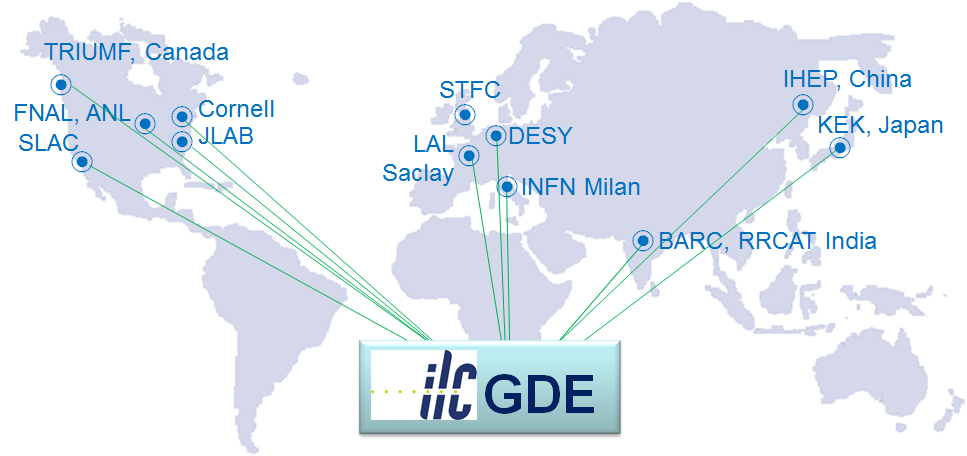 TRIUMF, Canada
FNAL, ANL
Cornell
JLAB
SLAC
STFC
DESY
LAL
Saclay
INFN Milan
IHEP, China
KEK, Japan
BARC, RRCAT India
ilc GDE